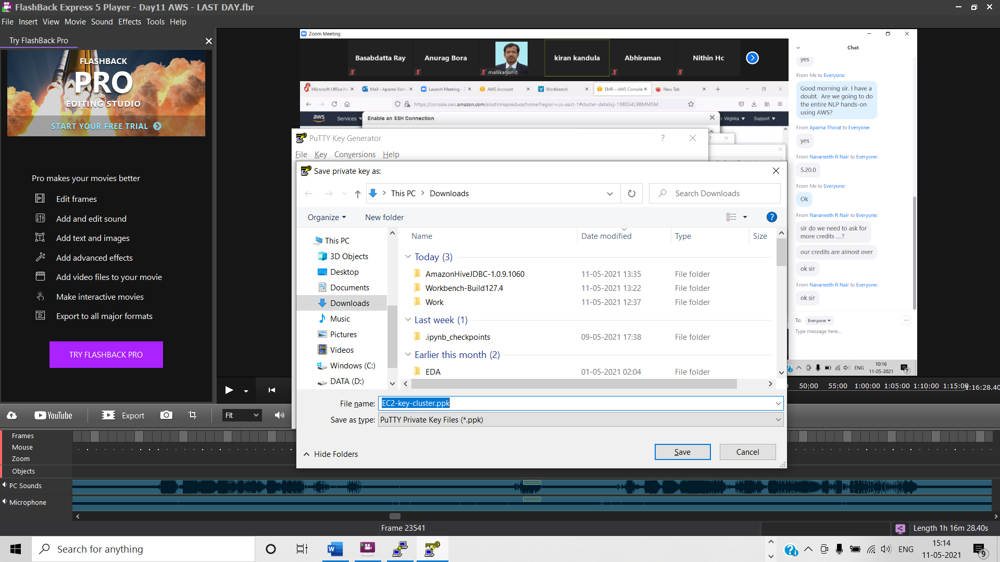 FlashBack Express 5 Player - Day11 AWS - LAST DAY.fbr
File Insert View Movie Sound Effects Tools Help
Try FlashBack Pro
FLASHBACK
PRO
EDITING STUDIO
START YOUR FREE TRIAL
Pro makes your movies better
Edit frames
Add and edit sound
Add text and images
Add advanced effects
Add video files to your movie
Make interactive movies
Export to all major formats
TRY FLASHBACK PRO
Zoom Meeting
Basabdatta Ray
Anurag Bora
mallikarjun d
kiran kandula
Abhiraman
Nithin Hc
Microsoft Office Hc
Mail - Aparna Visha
Launch Meeting - Z
AWS Account
Workbench
EMR – AWS Console
New Tab
https://console.aws.amazon.com/elasticmapreduce/home?region=us-east-1#cluster-details:j-19BSS4L9BMMSM
aws
Services
Enable an SSH Connection
N. Virginia
Support
PuTTY Key Generator
?
File Key Conversions Help
Save private key as:
This PC > Downloads
Search Downloads
Organize
New folder
This PC
3D Objects
Desktop
Documents
Downloads
Music
Pictures
Videos
Windows (C:)
DATA (D:)
Name Date modified Type Size
Today (3)
AmazonHiveJDBC-1.0.9.1060 11-05-2021 13:35 File folder
Workbench-Build127.4 11-05-2021 13:22 File folder
Work 11-05-2021 12:37 File folder
Last week (1)
.ipynb_checkpoints 09-05-2021 17:38 File folder
Earlier this month (2)
EDA 01-05-2021 02:04 File folder
File name: EC2-key-cluster.ppk
Save as type: PuTTY Private Key Files (*.ppk)
Hide Folders
Save
Cancel
Chat
yes
From Me to Everyone:
Good morning sir. I have a
doubt. Are we going to do
the entire NLP hands-on
using AWS?
From Aparna Thorat to Everyone:
yes
From Navaneeth R Nair to Everyone:
5.20.0
From Me to Everyone:
Ok
From Navaneeth R Nair to Everyone:
sir do we need to ask for
more credits ....?
our credits are almost over
ok sir
From Navaneeth R Nair to Everyone:
ok sir
To: Everyone
Type message here...
ENG
10:16
11-05-2021
7
50:00 55:00 1:00:00 1:05:00 1:10:00 1:15:00 1:16:28.40
YouTube
Export
Fit
Frames
Mouse
Zoom
Objects
PC Sounds
Microphone
Frame 23541
Length 1h 16m 28.40s
Search for anything
ENG
15:14
11-05-2021
9